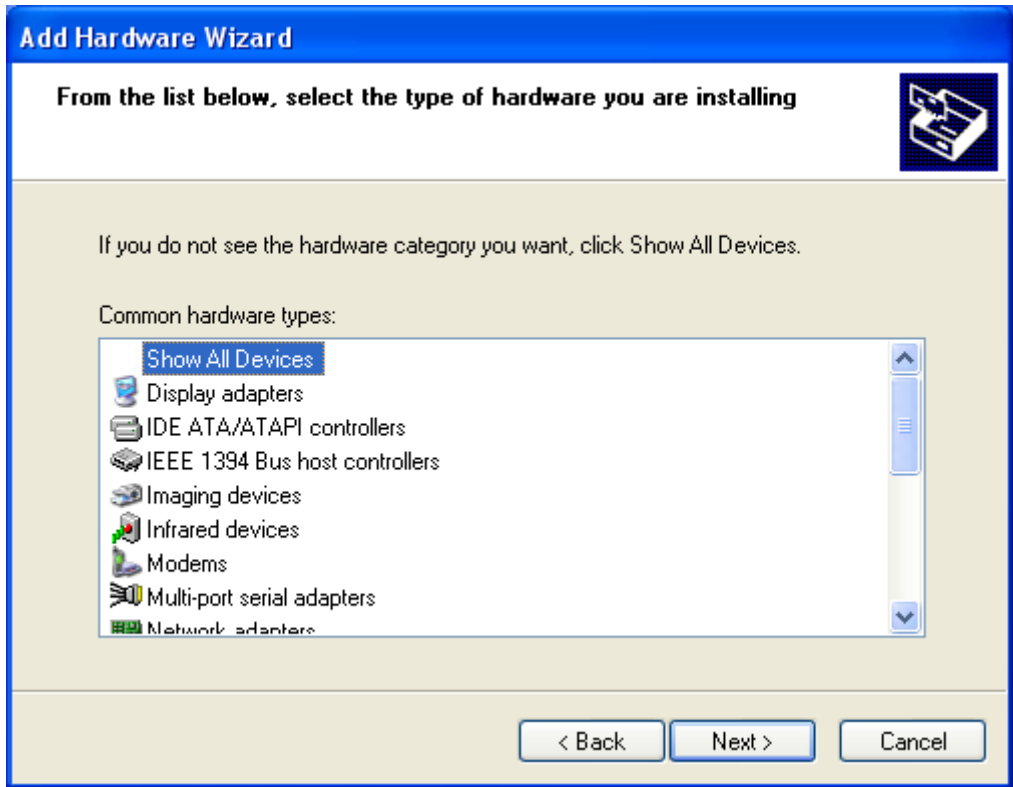 Add Hardware Wizard
From the list below, select the type of hardware you are installing
If you do not see the hardware category you want, click Show All Devices.
Common hardware types:
Show All Devices
Display adapters
IDE ATA/ATAPI controllers
IEEE 1394 Bus host controllers
Imaging devices
Infrared devices
Modems
Multi-port serial adapters
Network adapters
< Back Next > Cancel